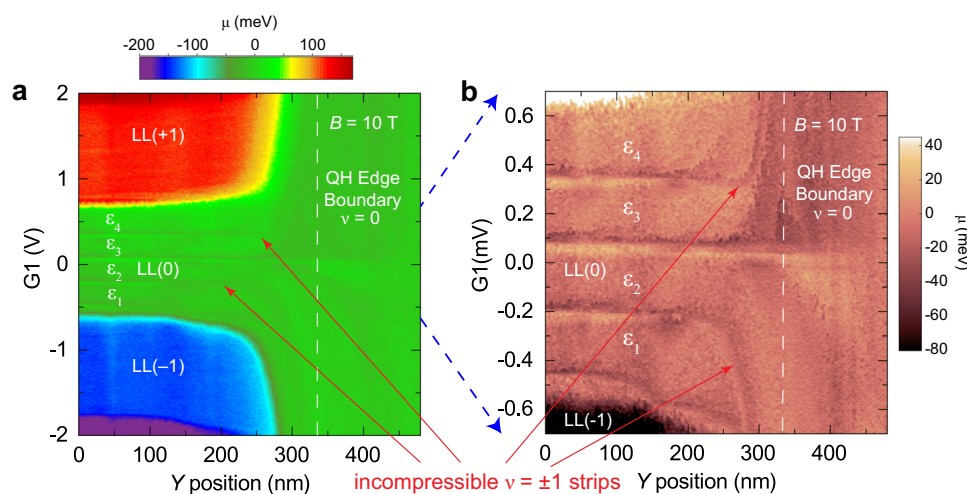 μ (meV)
-200 -100 0 100
a
2
1
0
-1
-2
G1 (V)
LL(+1)
ε4
ε3
LL(0)
ε2
ε1
LL(−1)
B = 10 T
QH Edge
Boundary
ν = 0
0 100 200 300 400
Y position (nm)
b
0.6
0.4
0.2
0.0
-0.2
-0.4
-0.6
G1(mV)
ε4
ε3
LL(0)
ε2
ε1
LL(-1)
B = 10 T
QH Edge
Boundary
ν = 0
0 100 200 300 400
Y position (nm)
40
20
0
-20
-40
-80
μ (meV)
incompressible ν = ±1 strips